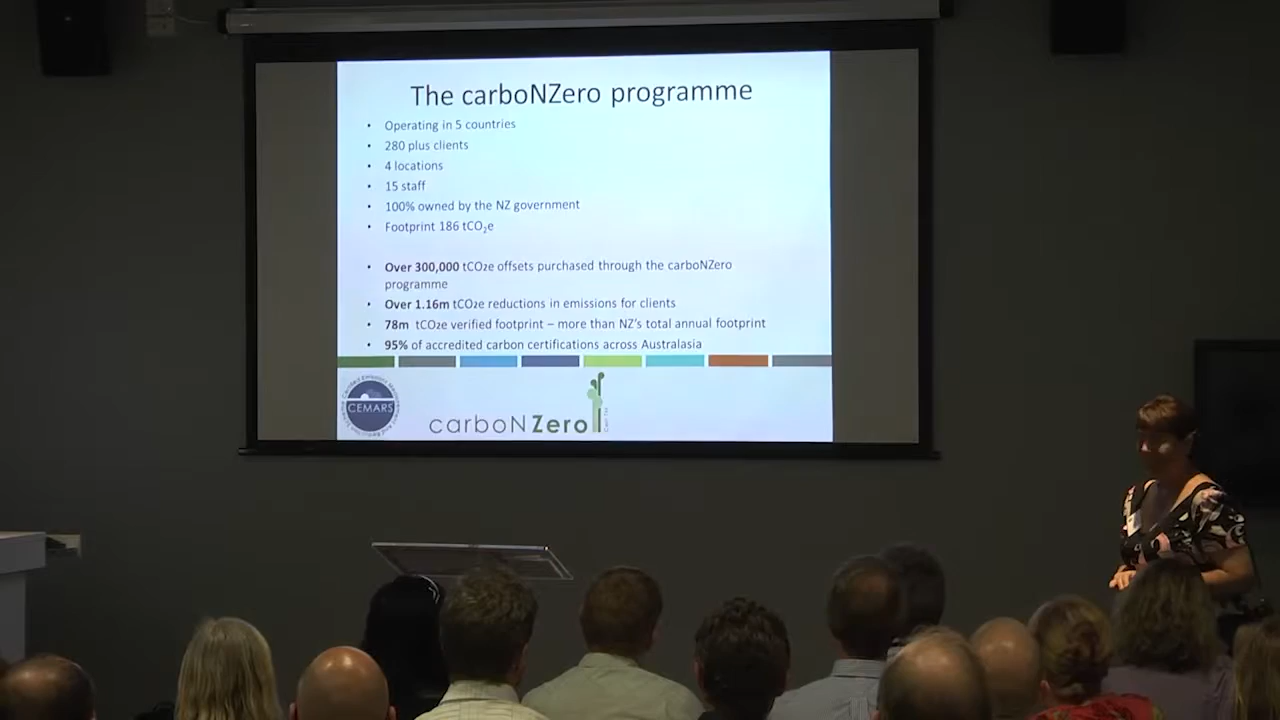 The carboNZero programme
• Operating in 5 countries
• 280 plus clients
• 4 locations
• 15 staff
• 100% owned by the NZ government
• Footprint 186 tCO₂e
• Over 300,000 tCO2e offsets purchased through the carboNZero
programme
• Over 1.16m tCO2e reductions in emissions for clients
• 78m tCO2e verified footprint – more than NZ's total annual footprint
• 95% of accredited carbon certifications across Australasia
CEMARS
carboNZero